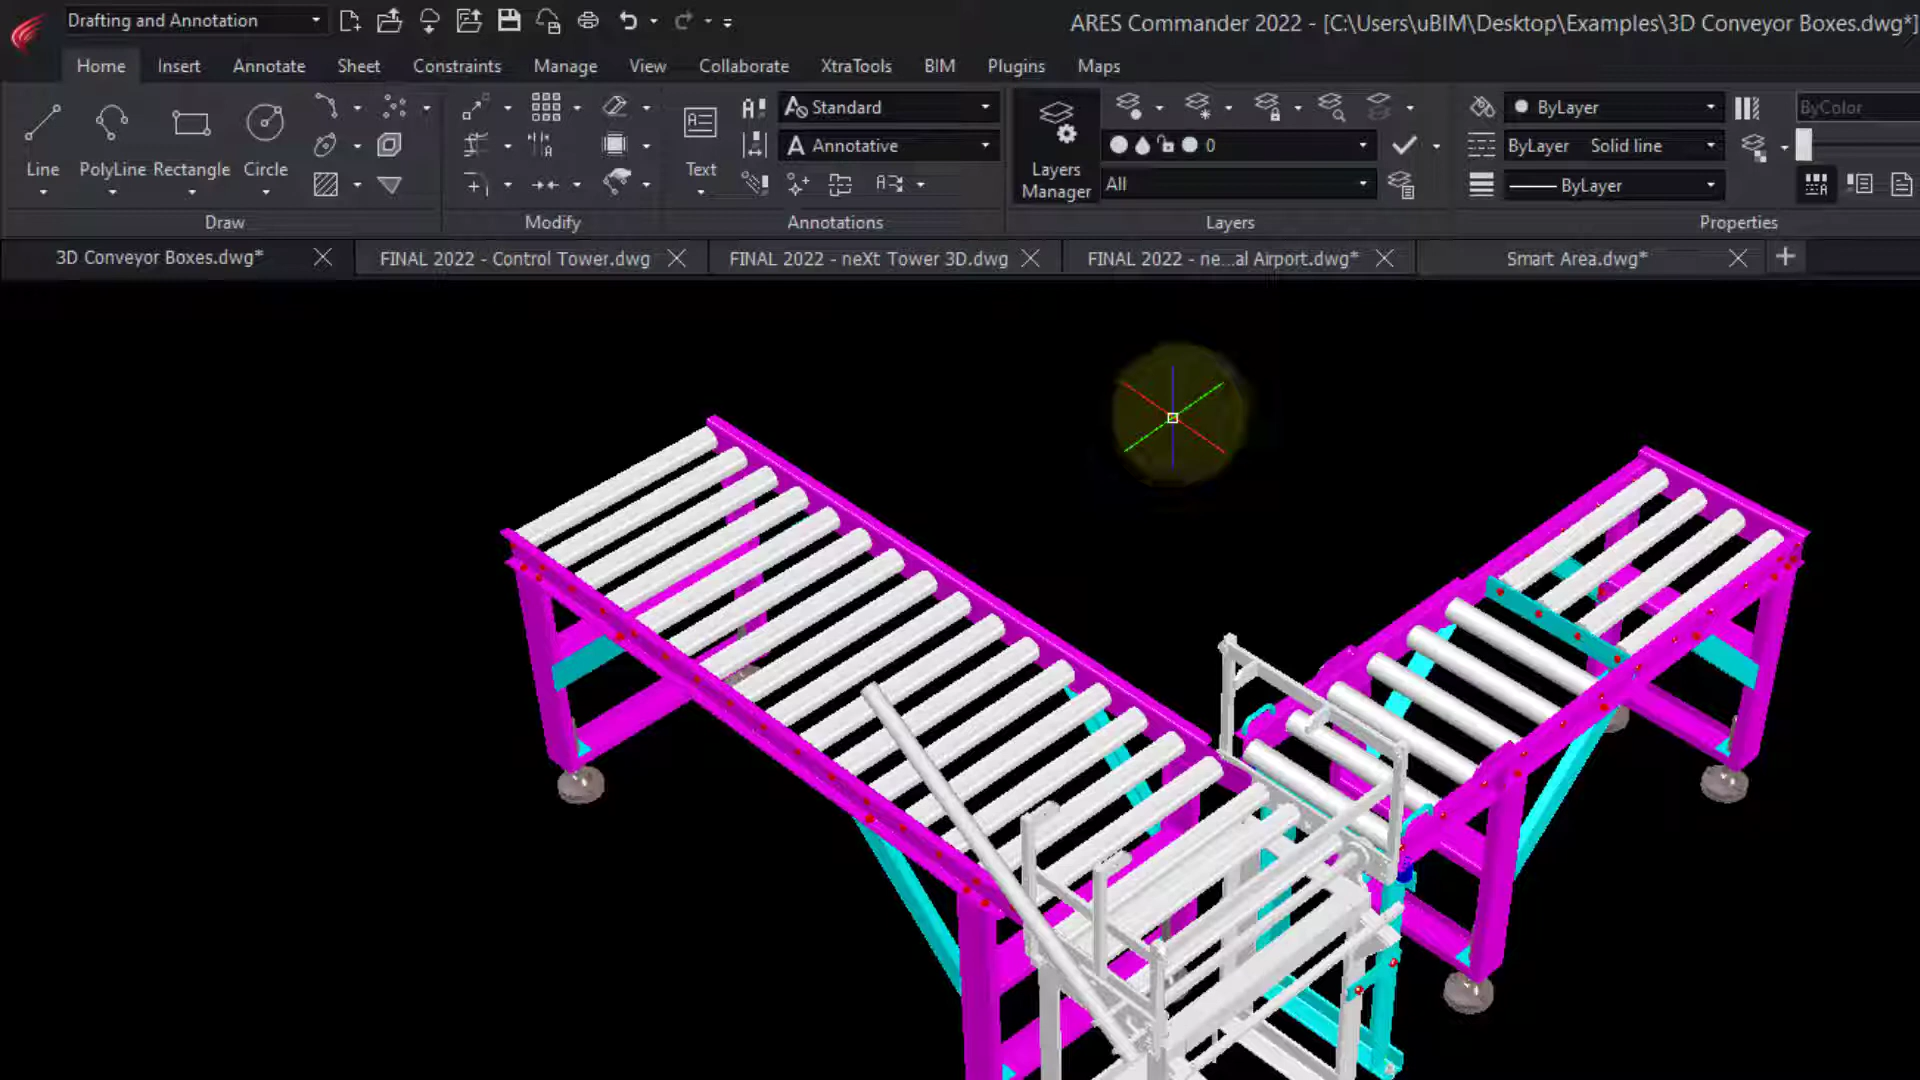 Drafting and Annotation
ARES Commander 2022 - [C:\Users\uBIM\Desktop\Examples\3D Conveyor Boxes.dwg*]
Home Insert Annotate Sheet Constraints Manage View Collaborate XtraTools BIM Plugins Maps
Standard
ByLayer
ByColor
Annotative
0
ByLayer Solid line
Line PolyLine Rectangle Circle
Text
Layers Manager
All
ByLayer
Draw Modify Annotations Layers Properties
3D Conveyor Boxes.dwg* FINAL 2022 - Control Tower.dwg FINAL 2022 - neXt Tower 3D.dwg FINAL 2022 - ne...al Airport.dwg* Smart Area.dwg*